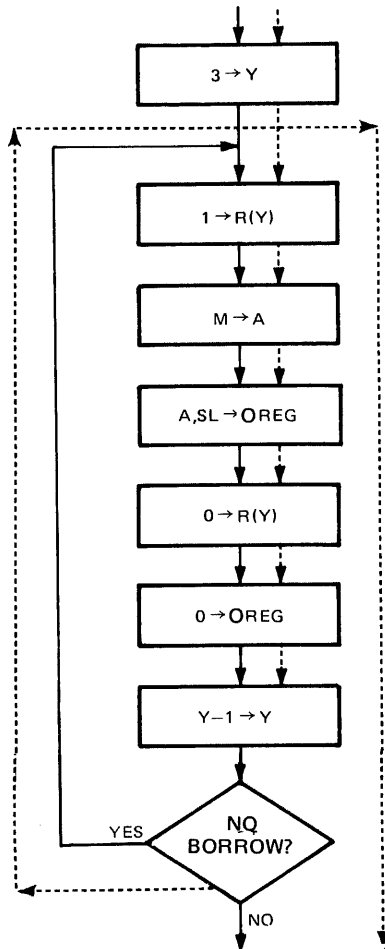 3 → Y
1 → R(Y)
M → A
A,SL → OREG
0 → R(Y)
0 → OREG
Y−1 → Y
NO
BORROW?
YES
NO